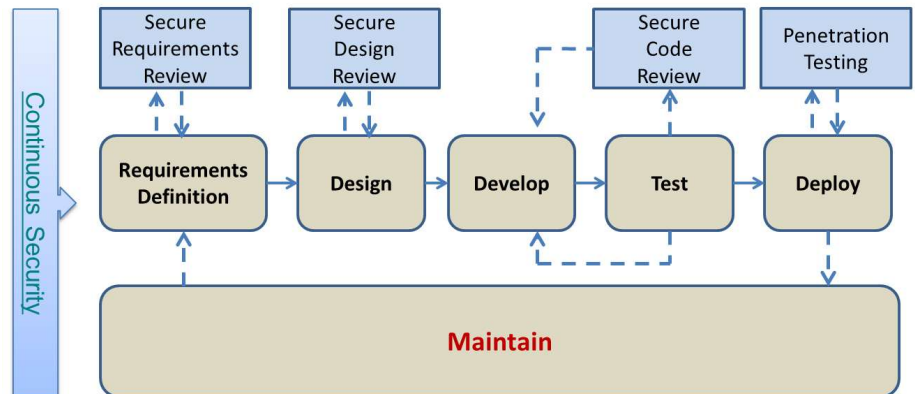 Continuous Security
Secure
Requirements
Review
Secure
Design
Review
Secure
Code
Review
Penetration
Testing
Requirements
Definition
Design
Develop
Test
Deploy
Maintain